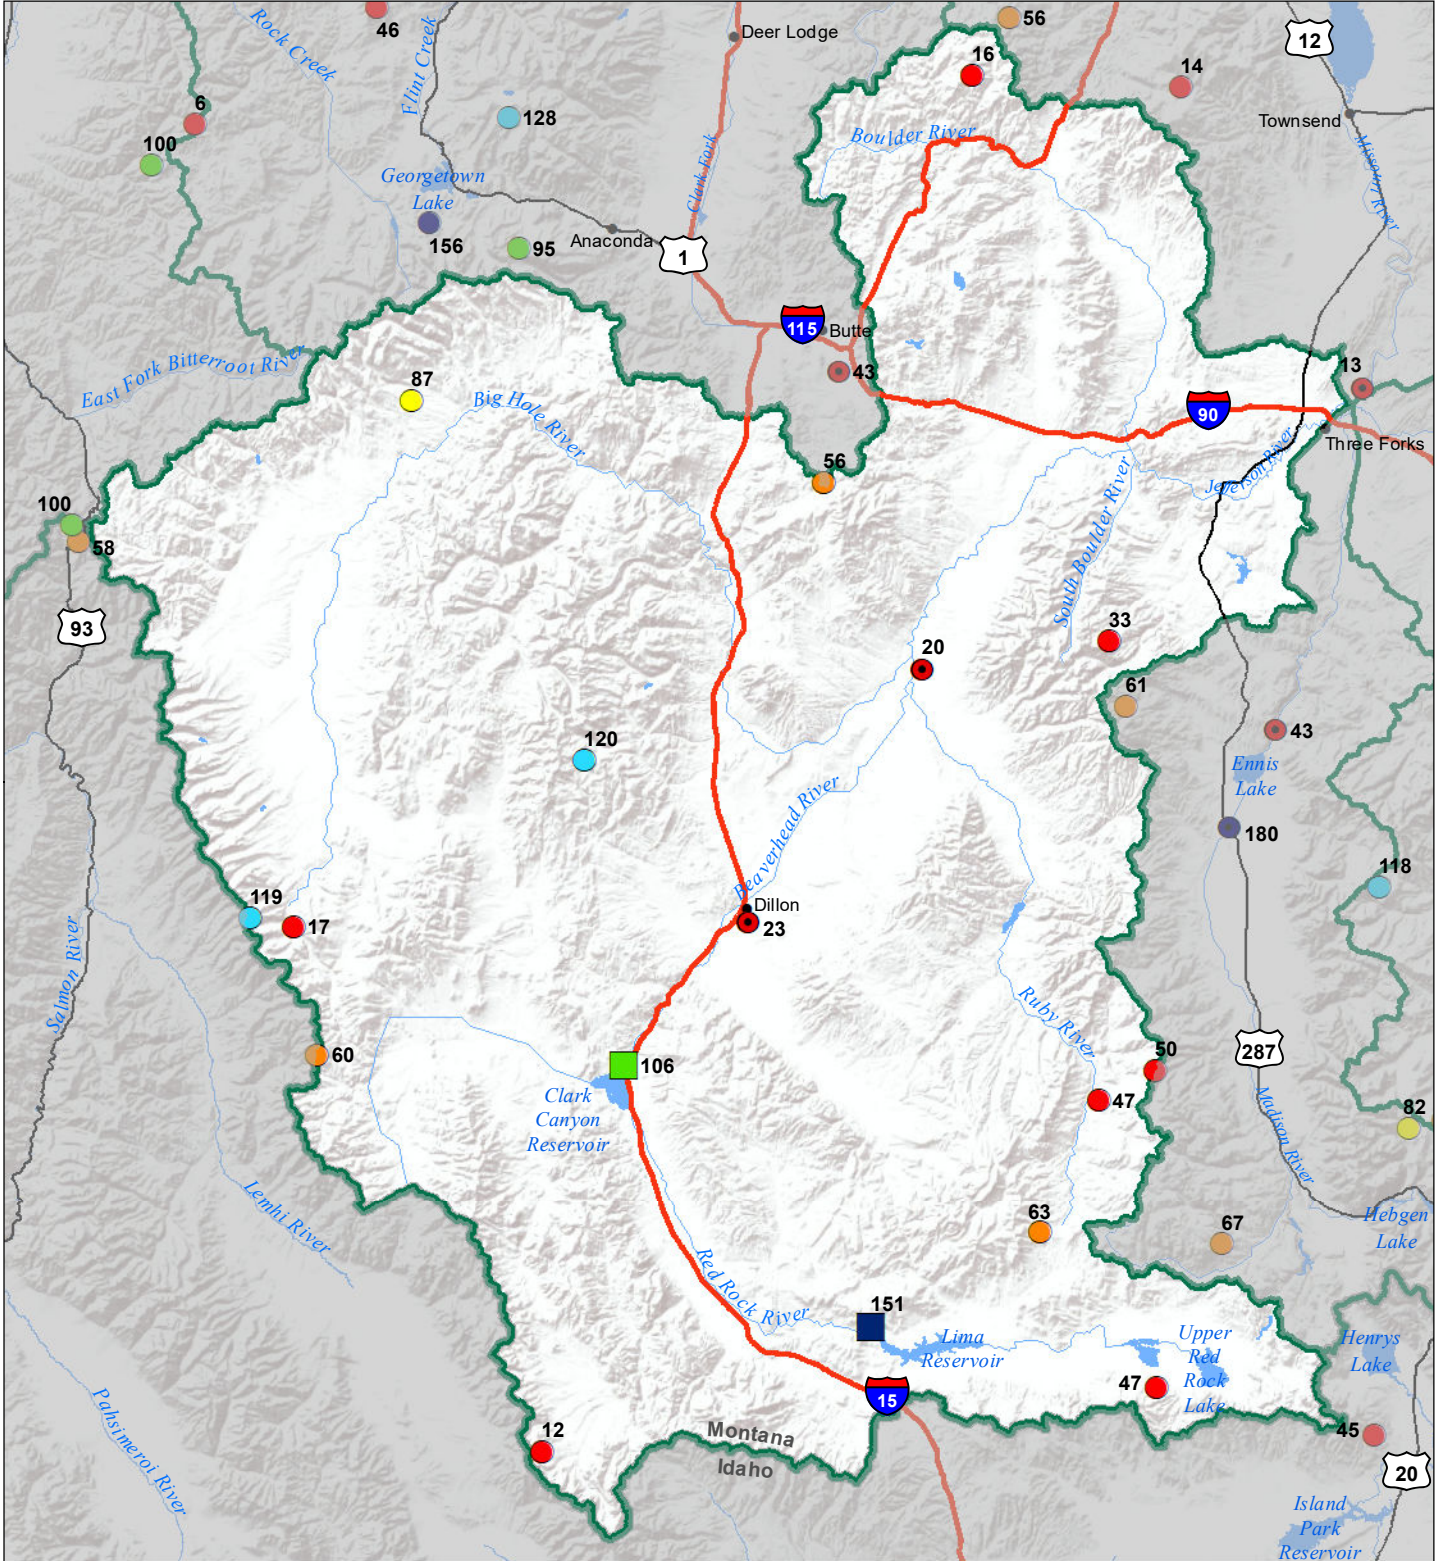 46
Rock Creek
Flint Creek
Deer Lodge
56
16
14
12
6
128
Townsend
100
Boulder River
Clark Fork
Missouri River
Georgetown
Lake
156
95
Anaconda
1
115
Butte
East Fork Bitterroot River
43
13
87
Big Hole River
90
Three Forks
56
Jefferson River
100
58
South Boulder River
93
33
20
61
43
120
Ennis
Lake
Beaverhead River
180
118
119
17
Dillon
23
Salmon River
Ruby River
60
106
50
287
Clark
Canyon
Reservoir
47
82
Madison River
Lemhi River
63
67
Hebgen
Lake
Red Rock River
151
Lima
Reservoir
Upper
Red
Rock
Lake
Henrys
Lake
47
15
Pahsimeroi River
12
Montana
Idaho
45
20
Island
Park
Reservoir